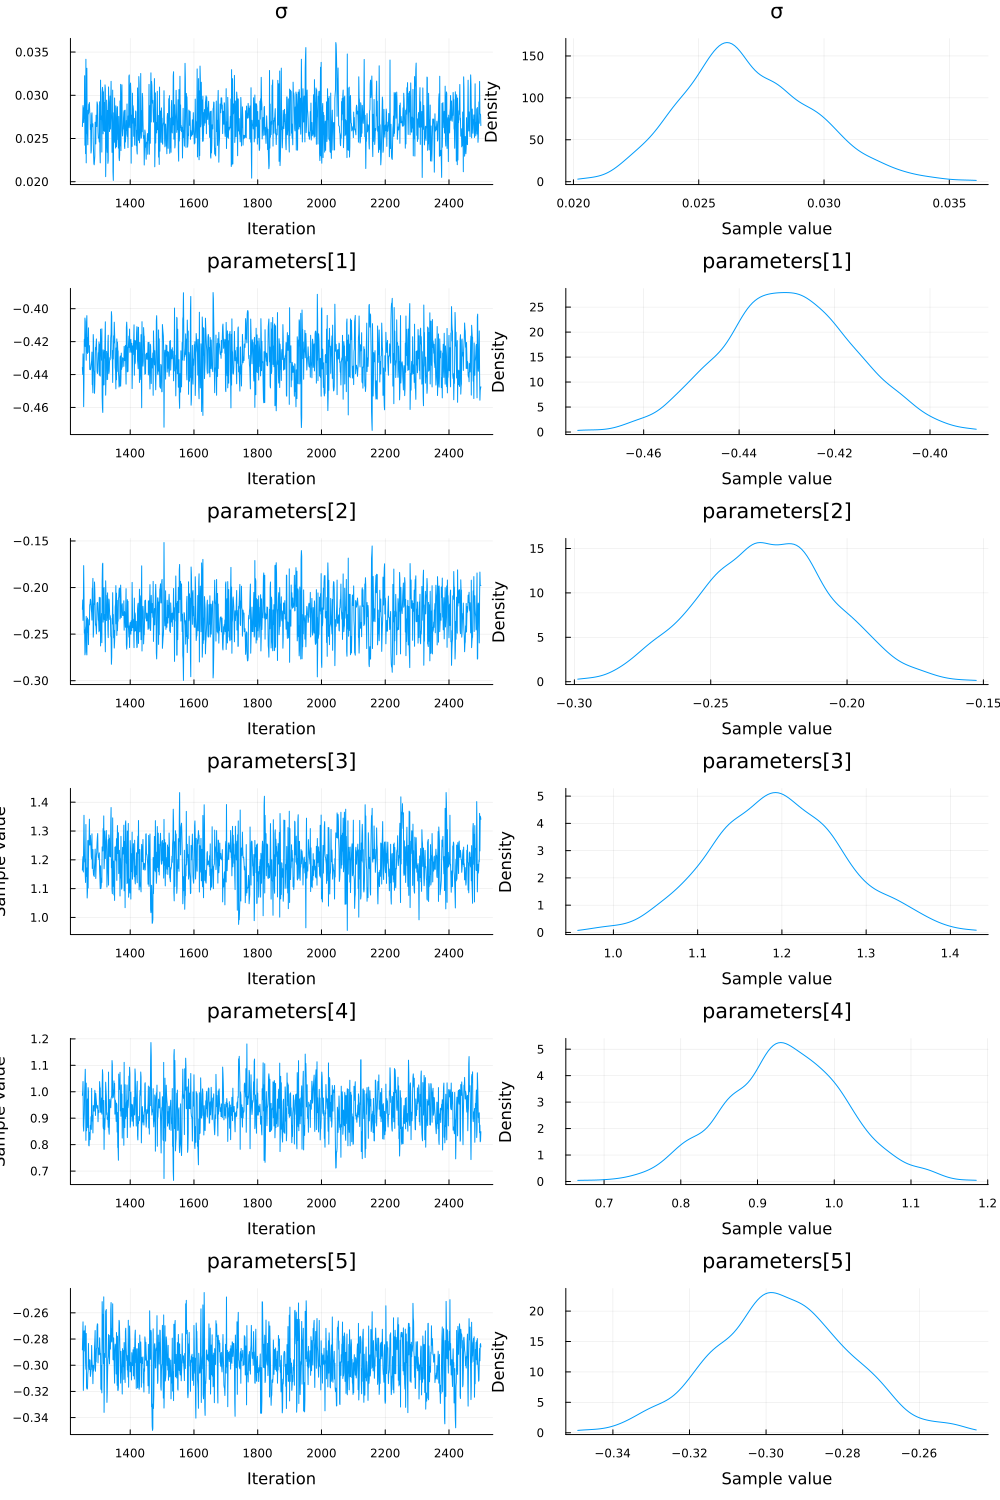 σ
σ
0.035
0.030
0.025
0.020
1400 1600 1800 2000 2200 2400
Iteration
Density
150
100
50
0
0.020 0.025 0.030 0.035
Sample value
parameters[1]
parameters[1]
−0.40
−0.42
−0.44
−0.46
1400 1600 1800 2000 2200 2400
Iteration
Density
25
20
15
10
5
0
−0.46 −0.44 −0.42 −0.40
Sample value
parameters[2]
parameters[2]
−0.15
−0.20
−0.25
−0.30
1400 1600 1800 2000 2200 2400
Iteration
Density
15
10
5
0
−0.30 −0.25 −0.20 −0.15
Sample value
parameters[3]
parameters[3]
Sample value
1.4
1.3
1.2
1.1
1.0
1400 1600 1800 2000 2200 2400
Iteration
Density
5
4
3
2
1
0
1.0 1.1 1.2 1.3 1.4
Sample value
parameters[4]
parameters[4]
Sample value
1.2
1.1
1.0
0.9
0.8
0.7
1400 1600 1800 2000 2200 2400
Iteration
Density
5
4
3
2
1
0
0.7 0.8 0.9 1.0 1.1 1.2
Sample value
parameters[5]
parameters[5]
−0.26
−0.28
−0.30
−0.32
−0.34
1400 1600 1800 2000 2200 2400
Iteration
Density
20
15
10
5
0
−0.34 −0.32 −0.30 −0.28 −0.26
Sample value